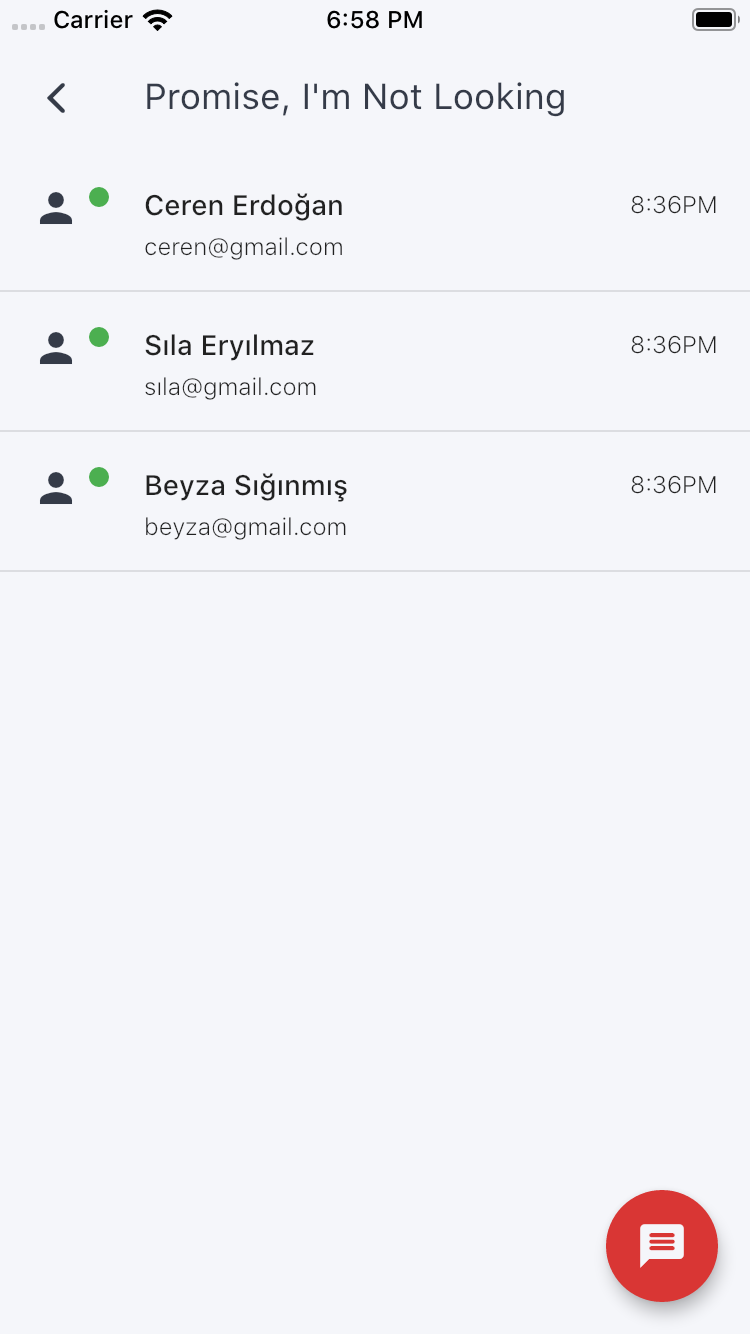 Carrier 6:58 PM
Promise, I'm Not Looking
Ceren Erdoğan 8:36PM
ceren@gmail.com
Sıla Eryılmaz 8:36PM
sıla@gmail.com
Beyza Sığınmış 8:36PM
beyza@gmail.com